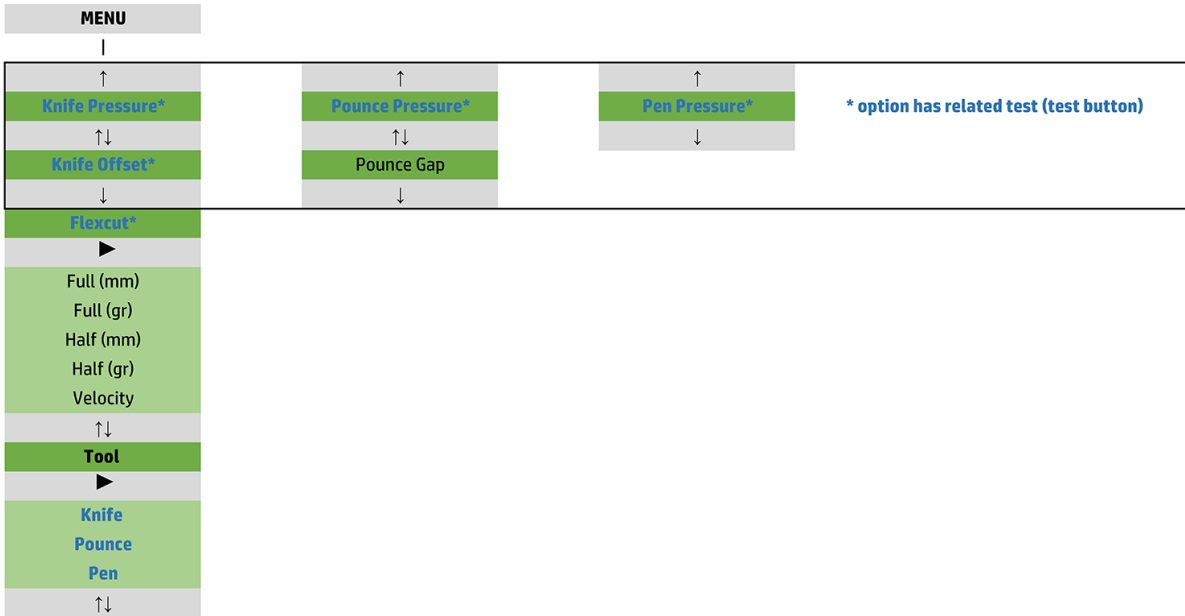 MENU
↑ ↑ ↑
Knife Pressure* Pounce Pressure* Pen Pressure* * option has related test (test button)
↑↓ ↑↓ ↓
Knife Offset* Pounce Gap
↓ ↓
Flexcut*
►
Full (mm)
Full (gr)
Half (mm)
Half (gr)
Velocity
↑↓
Tool
►
Knife
Pounce
Pen
↑↓